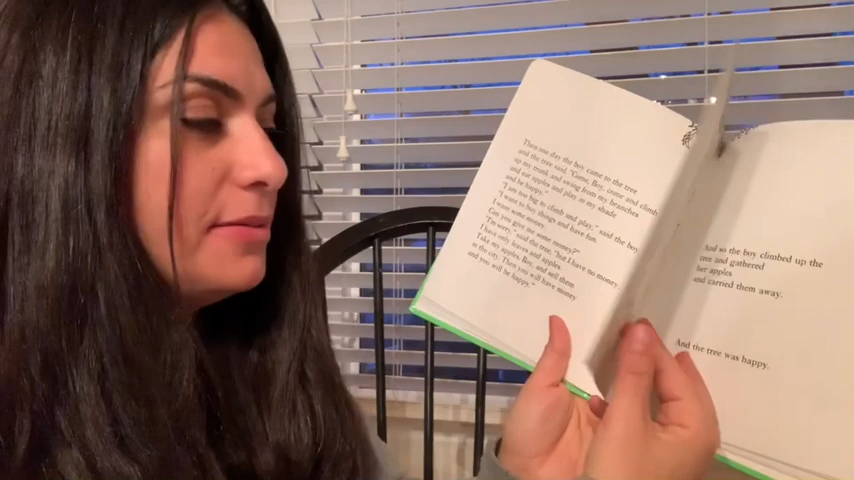 Then one day the boy came to the tree
and the tree said, "Come, Boy, come and climb
up my trunk and swing from my branches
and eat apples and play in my shade
and be happy."
"I am too big to climb and play," said the boy.
"I want to buy things and have fun.
I want some money.
Can you give me some money?"
"I'm sorry," said the tree, "but I have no money.
I have only leaves and apples.
Take my apples, Boy, and sell them
in the city. Then you will have money
and you will be happy."
And so the boy climbed up the
tree and gathered
her apples
and carried them away.
And the tree was happy.